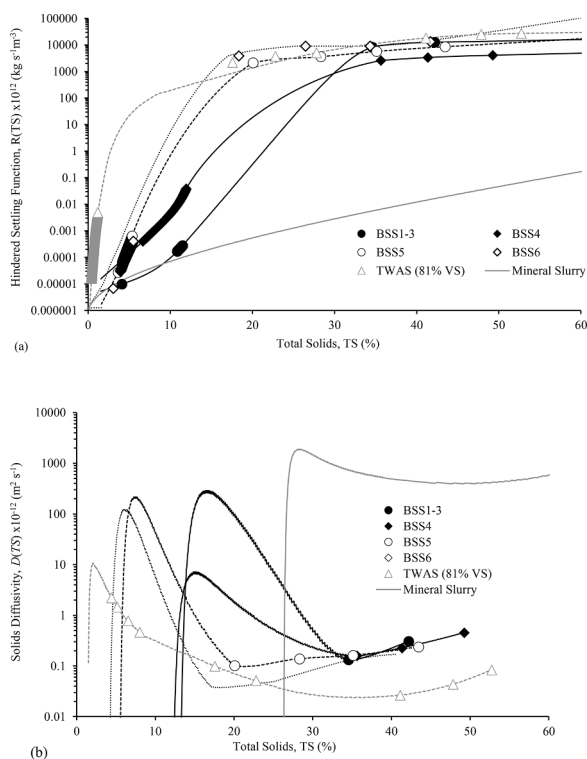 Hindered Settling Function, R(TS) x10¹² (kg s⁻¹m⁻³)
100000
10000
1000
100
10
1
0.1
0.01
0.001
0.0001
0.00001
0.000001
BSS1-3
BSS4
BSS5
BSS6
TWAS (81% VS)
Mineral Slurry
0 10 20 30 40 50 60
Total Solids, TS (%)
(a)
Solids Diffusivity, D(TS) x10⁻¹² (m² s⁻¹)
10000
1000
100
10
1
0.1
0.01
BSS1-3
BSS4
BSS5
BSS6
TWAS (81% VS)
Mineral Slurry
0 10 20 30 40 50 60
Total Solids, TS (%)
(b)